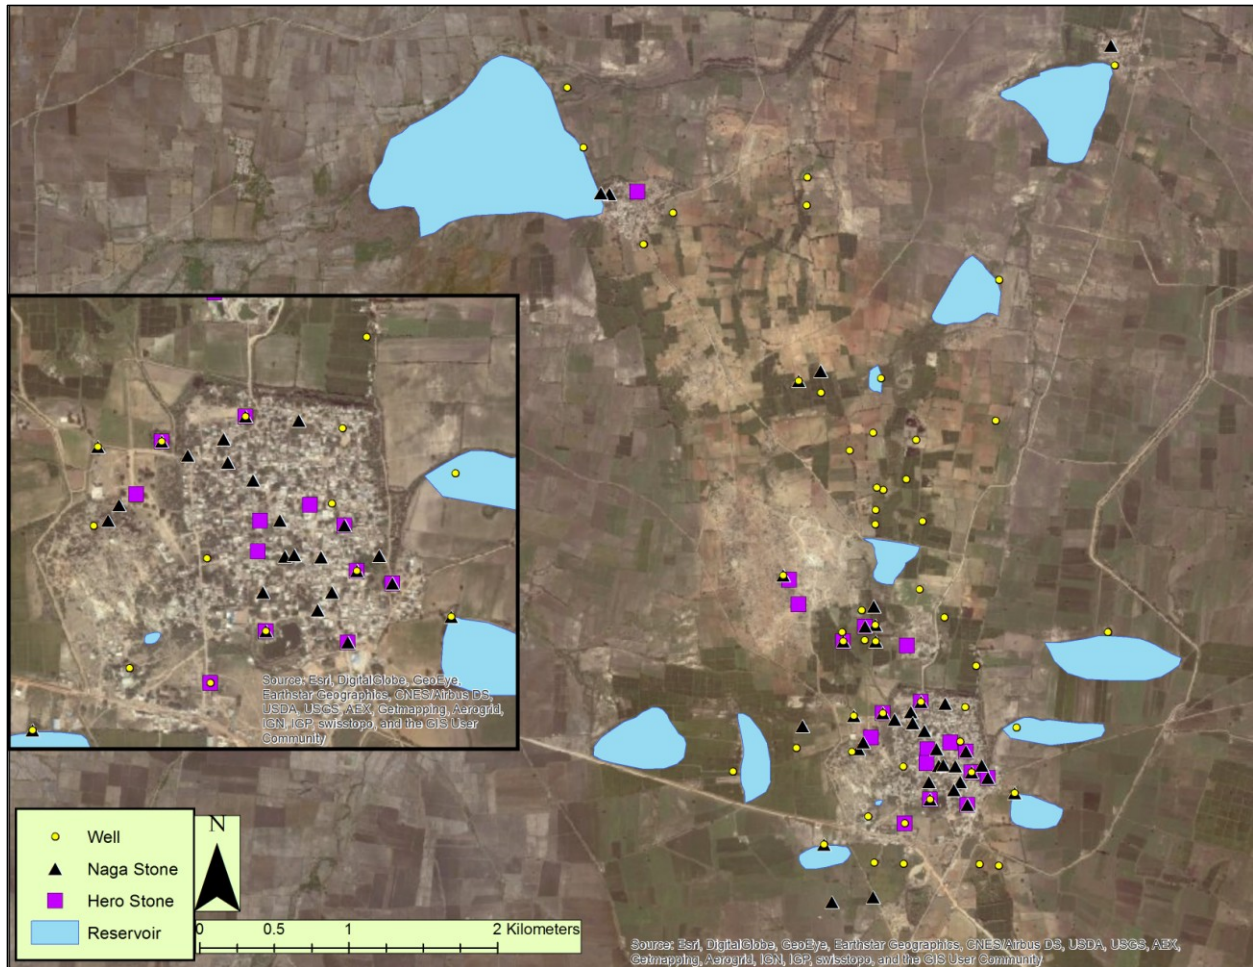 Source: Esri, DigitalGlobe, GeoEye,
Earthstar Geographics, CNES/Airbus DS,
USDA, USGS, AEX, Getmapping, Aerogrid,
IGN, IGP, swisstopo, and the GIS User
Community
Well
Naga Stone
Hero Stone
Reservoir
N
0 0.5 1 2 Kilometers
Source: Esri, DigitalGlobe, GeoEye, Earthstar Geographics, CNES/Airbus DS, USDA, USGS, AEX,
Getmapping, Aerogrid, IGN, IGP, swisstopo, and the GIS User Community